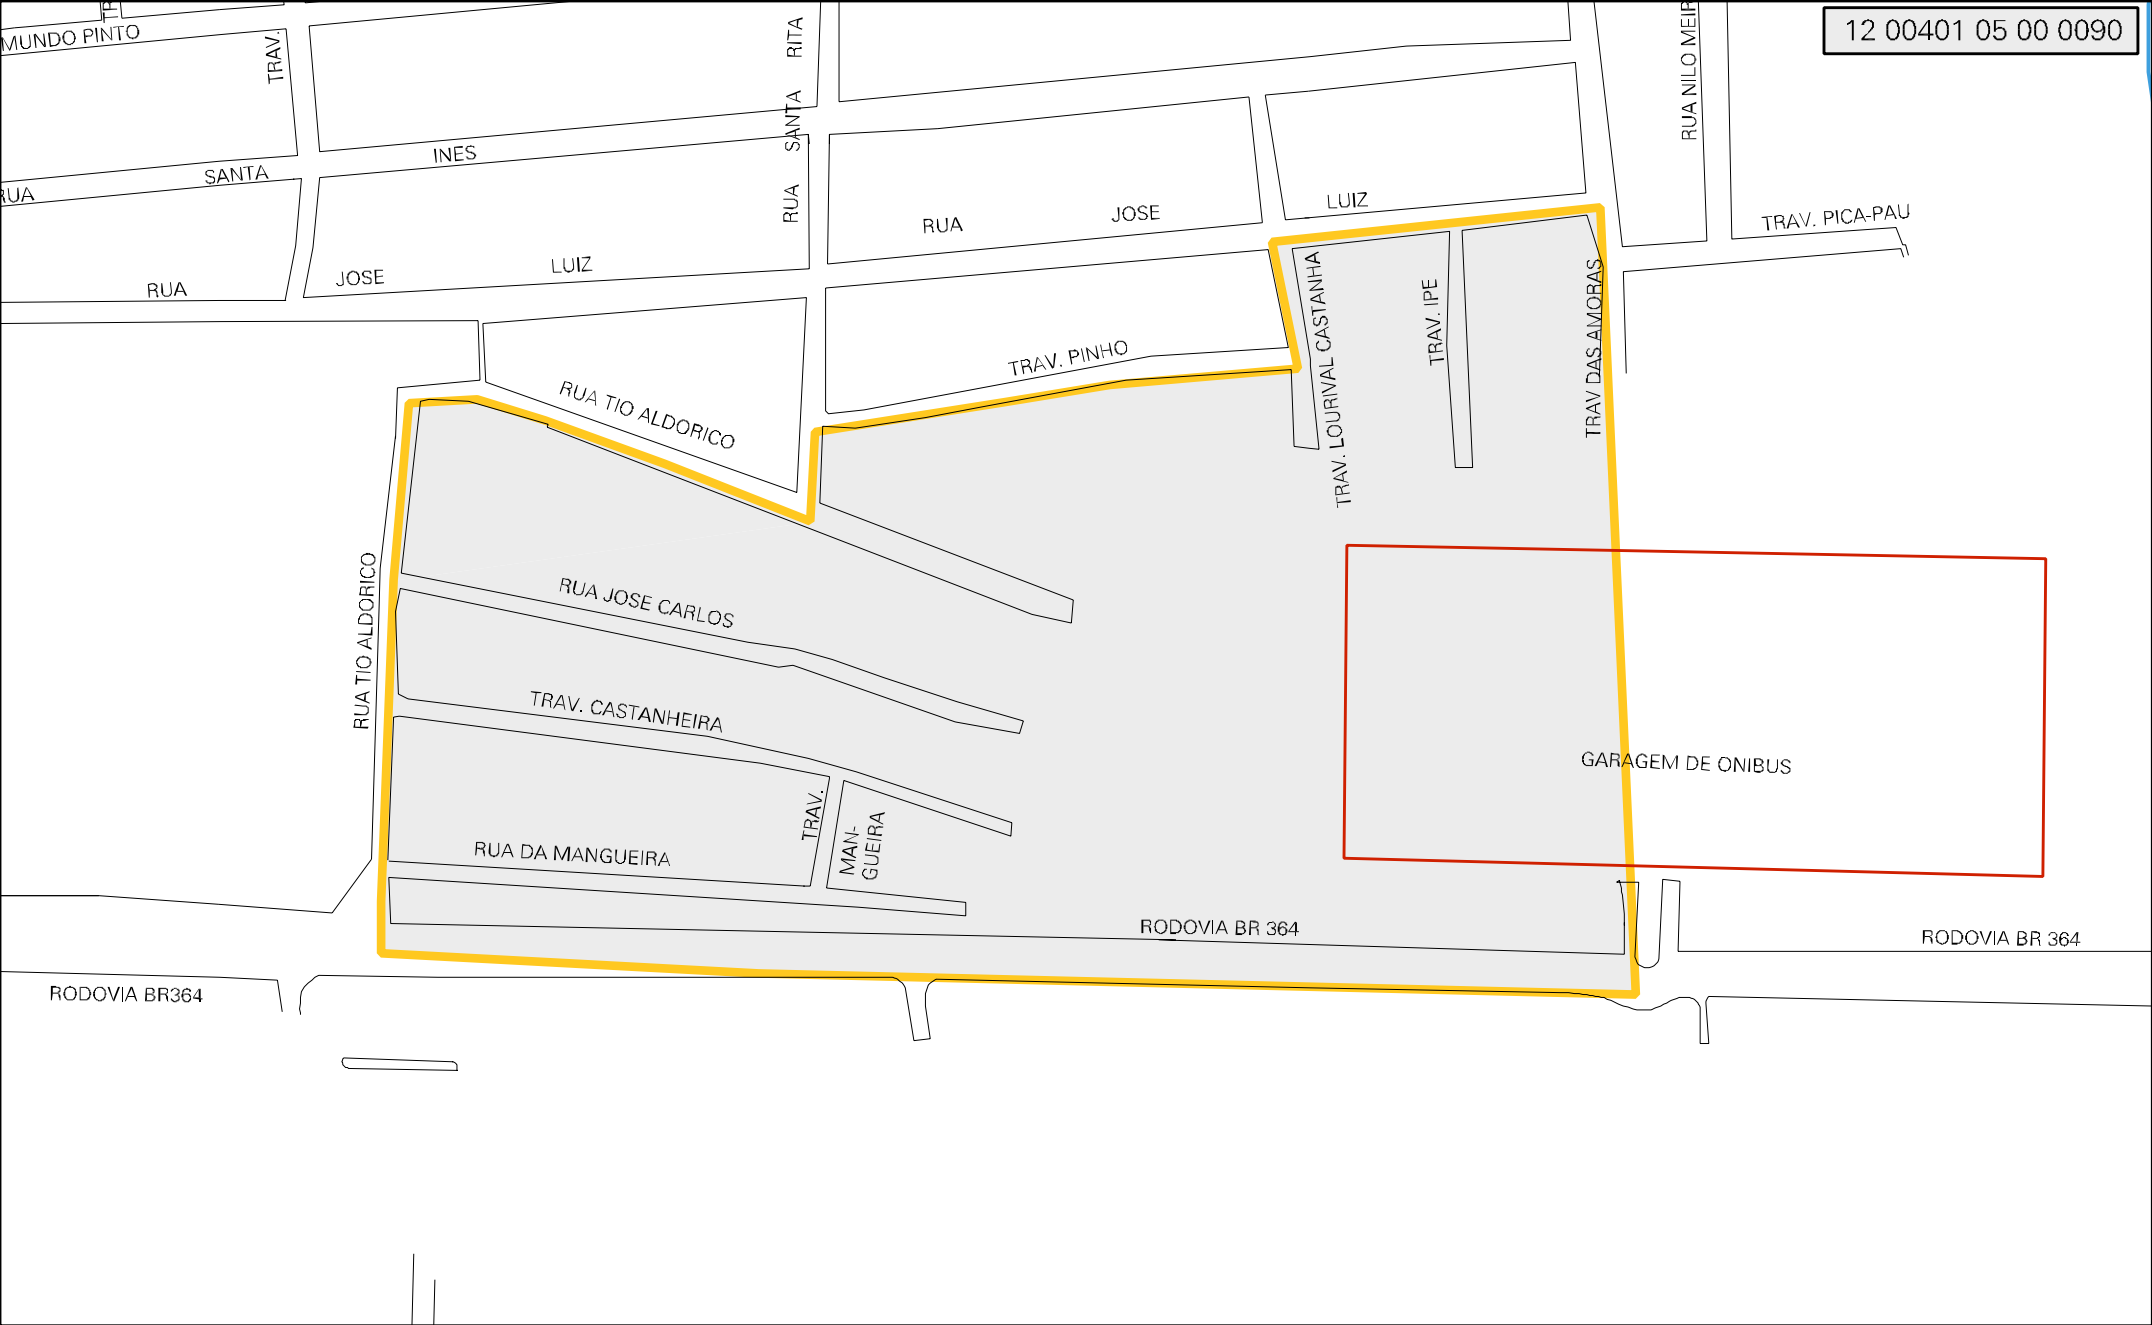 12 00401 05 00 0090
MUNDO PINTO
TRAV.
RUA SANTA RITA
RUA NILO MEIR
RUA SANTA INES
TRAV. PICA-PAU
RUA JOSE LUIZ
RUA JOSE LUIZ
TRAV. PINHO
TRAV. LOURIVAL CASTANHA
TRAV. IPE
TRAV DAS AMORAS
RUA TIO ALDORICO
RUA TIO ALDORICO
RUA JOSE CARLOS
TRAV. CASTANHEIRA
GARAGEM DE ONIBUS
TRAV.
MAN-
GUEIRA
RUA DA MANGUEIRA
RODOVIA BR 364
RODOVIA BR 364
RODOVIA BR364